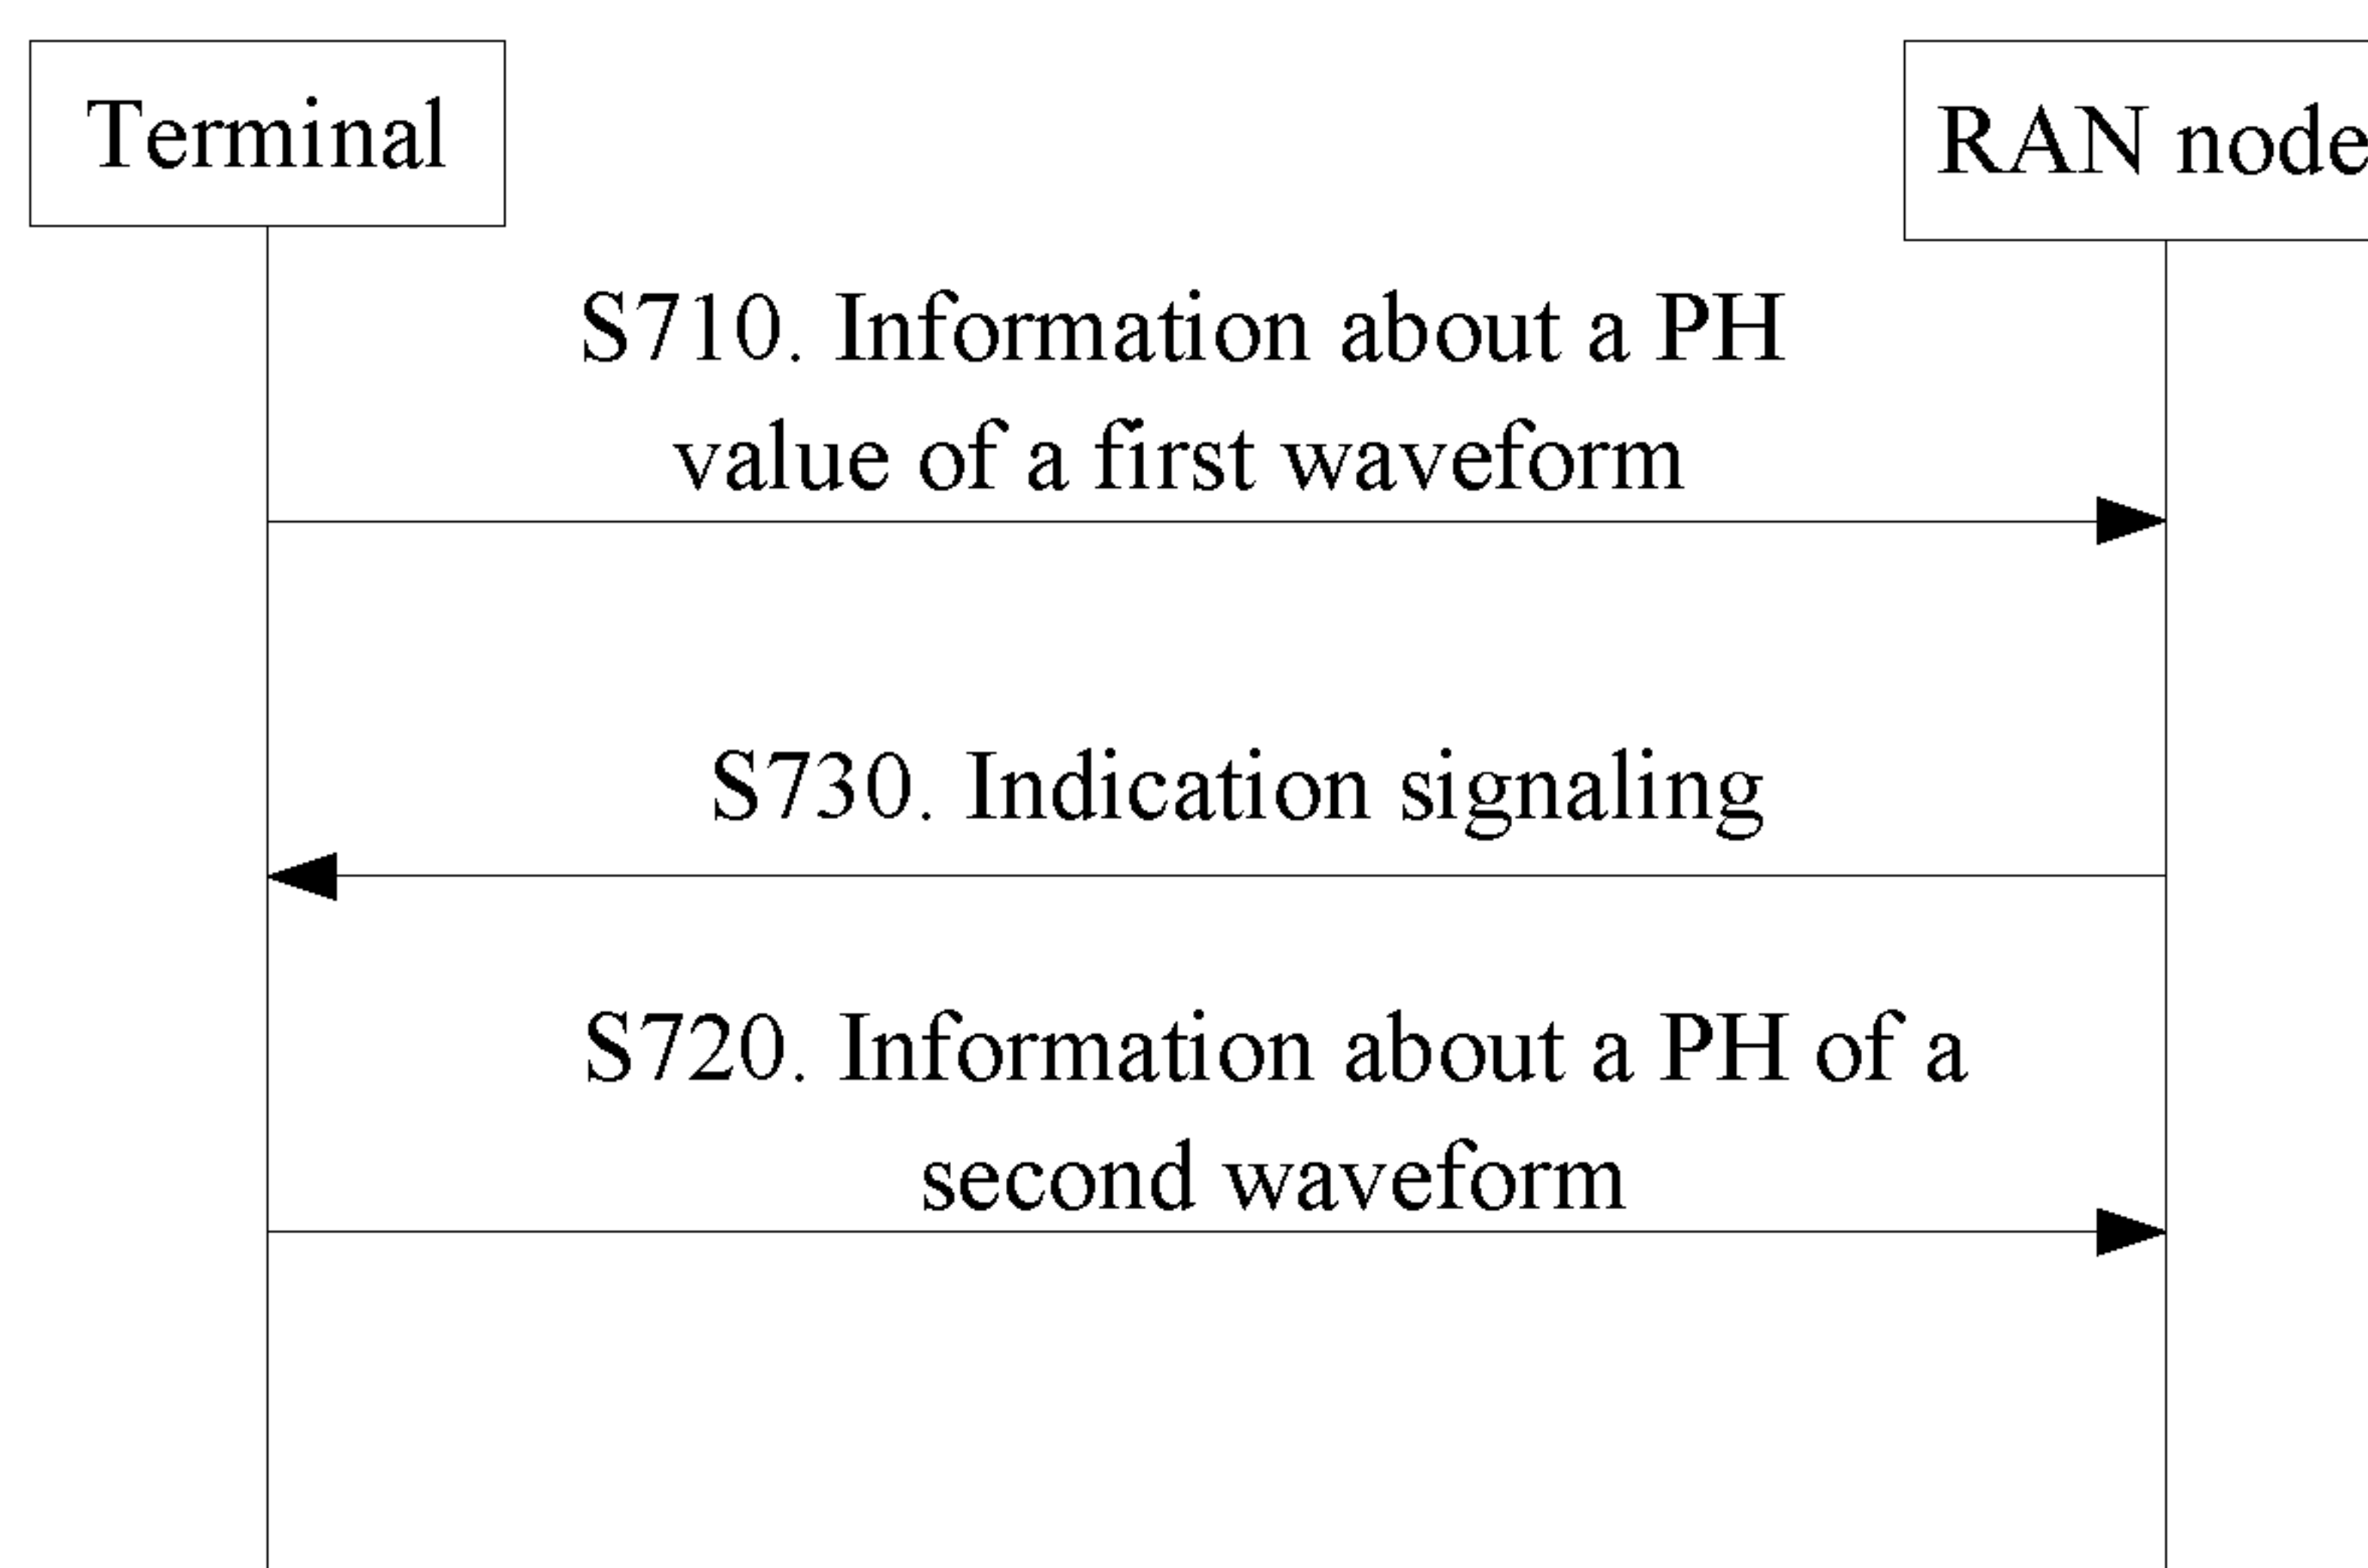 Terminal
RAN node
S710. Information about a PH
value of a first waveform
S730. Indication signaling
S720. Information about a PH of a
second waveform